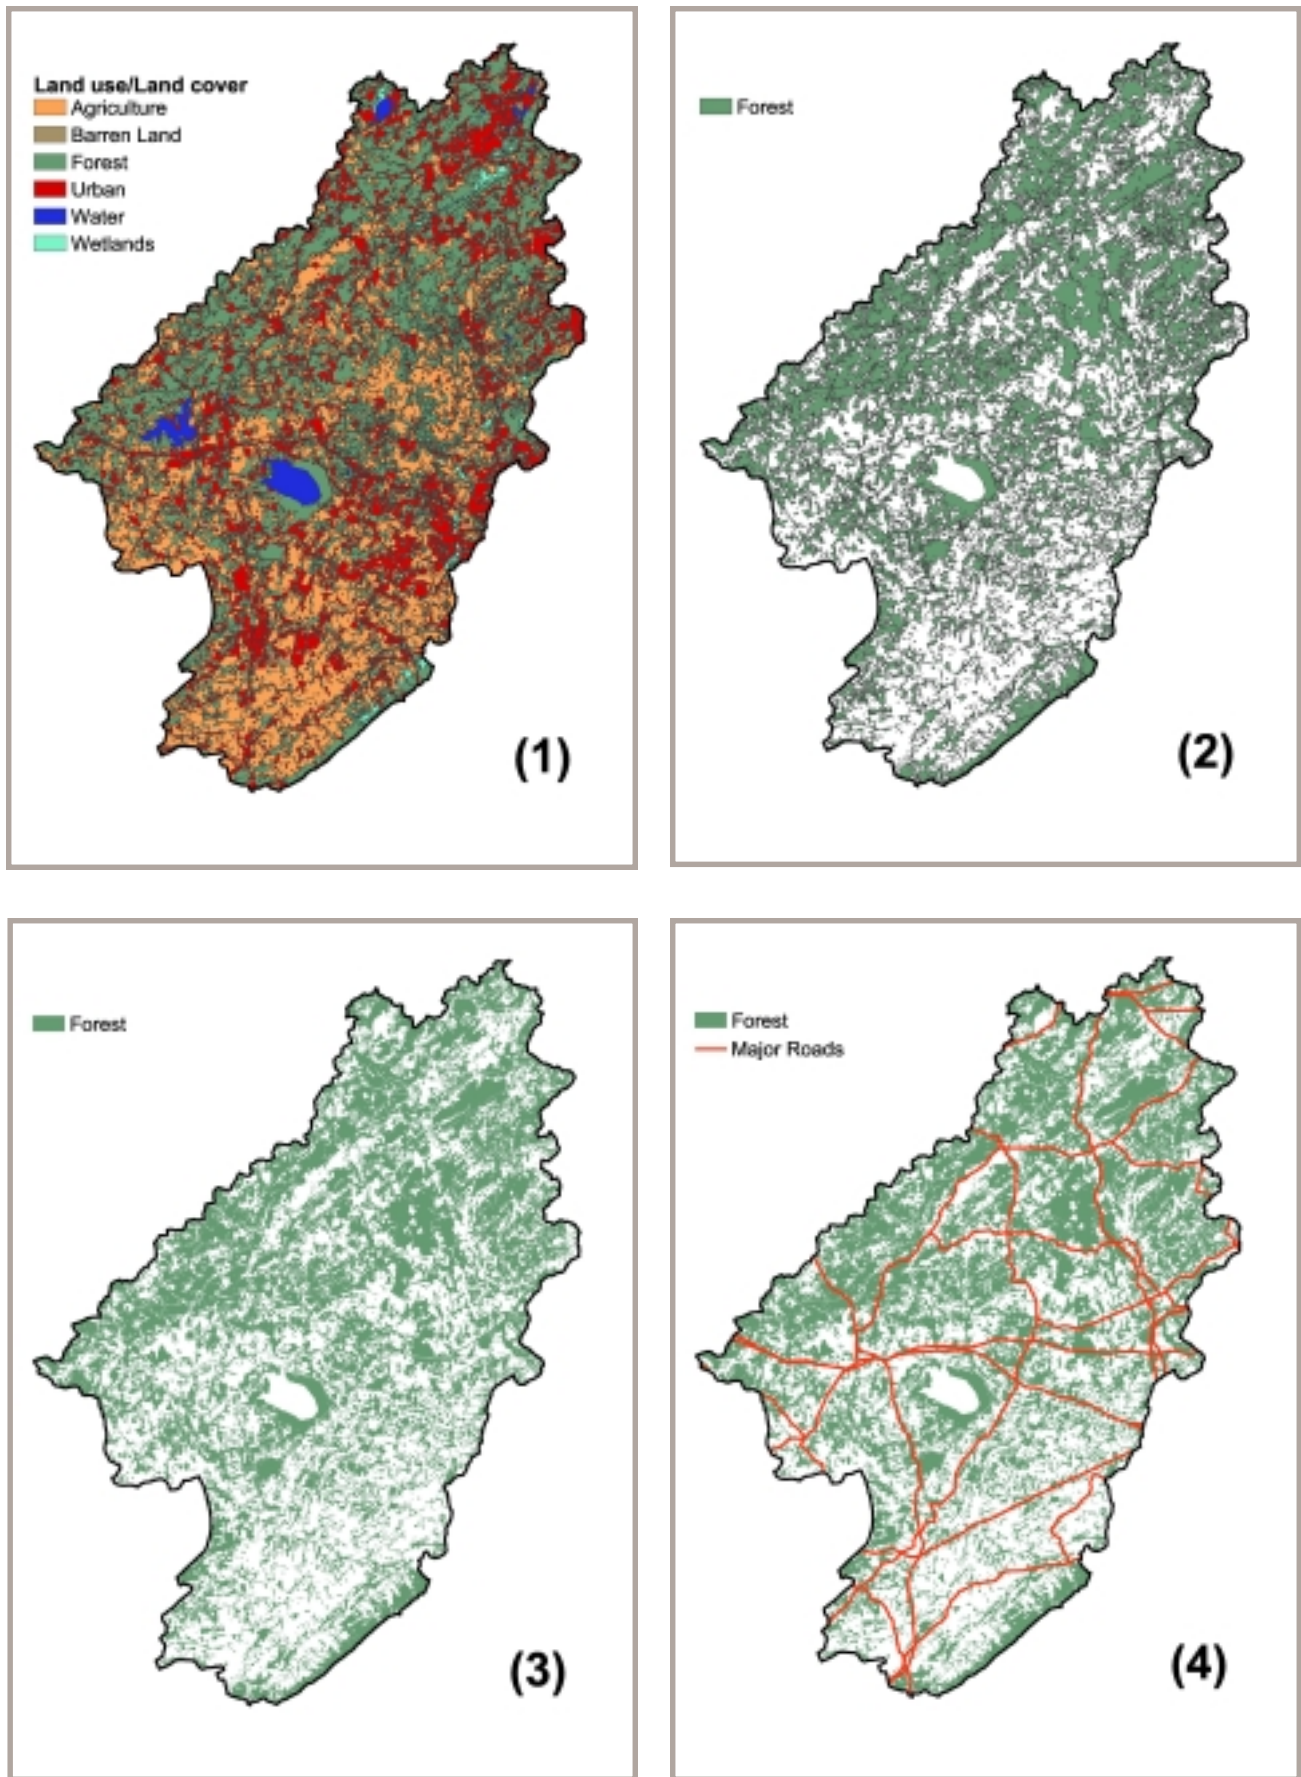 Land use/Land cover
Agriculture
Barren Land
Forest
Urban
Water
Wetlands
(1)
Forest
(2)
Forest
(3)
Forest
Major Roads
(4)